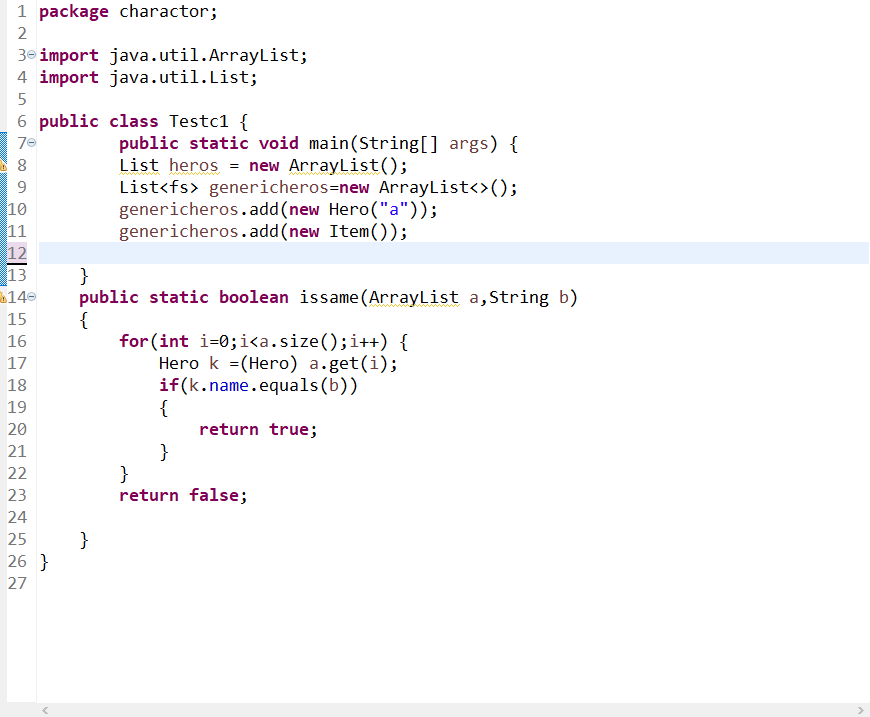 1 package charactor;
2
3 import java.util.ArrayList;
4 import java.util.List;
5
6 public class Testc1 {
7         public static void main(String[] args) {
8         List heros = new ArrayList();
9         List<fs> genericheros=new ArrayList<>();
10         genericheros.add(new Hero("a"));
11         genericheros.add(new Item());
12
13     }
14     public static boolean issame(ArrayList a,String b)
15     {
16         for(int i=0;i<a.size();i++) {
17             Hero k =(Hero) a.get(i);
18             if(k.name.equals(b))
19             {
20                 return true;
21             }
22         }
23         return false;
24
25     }
26 }
27